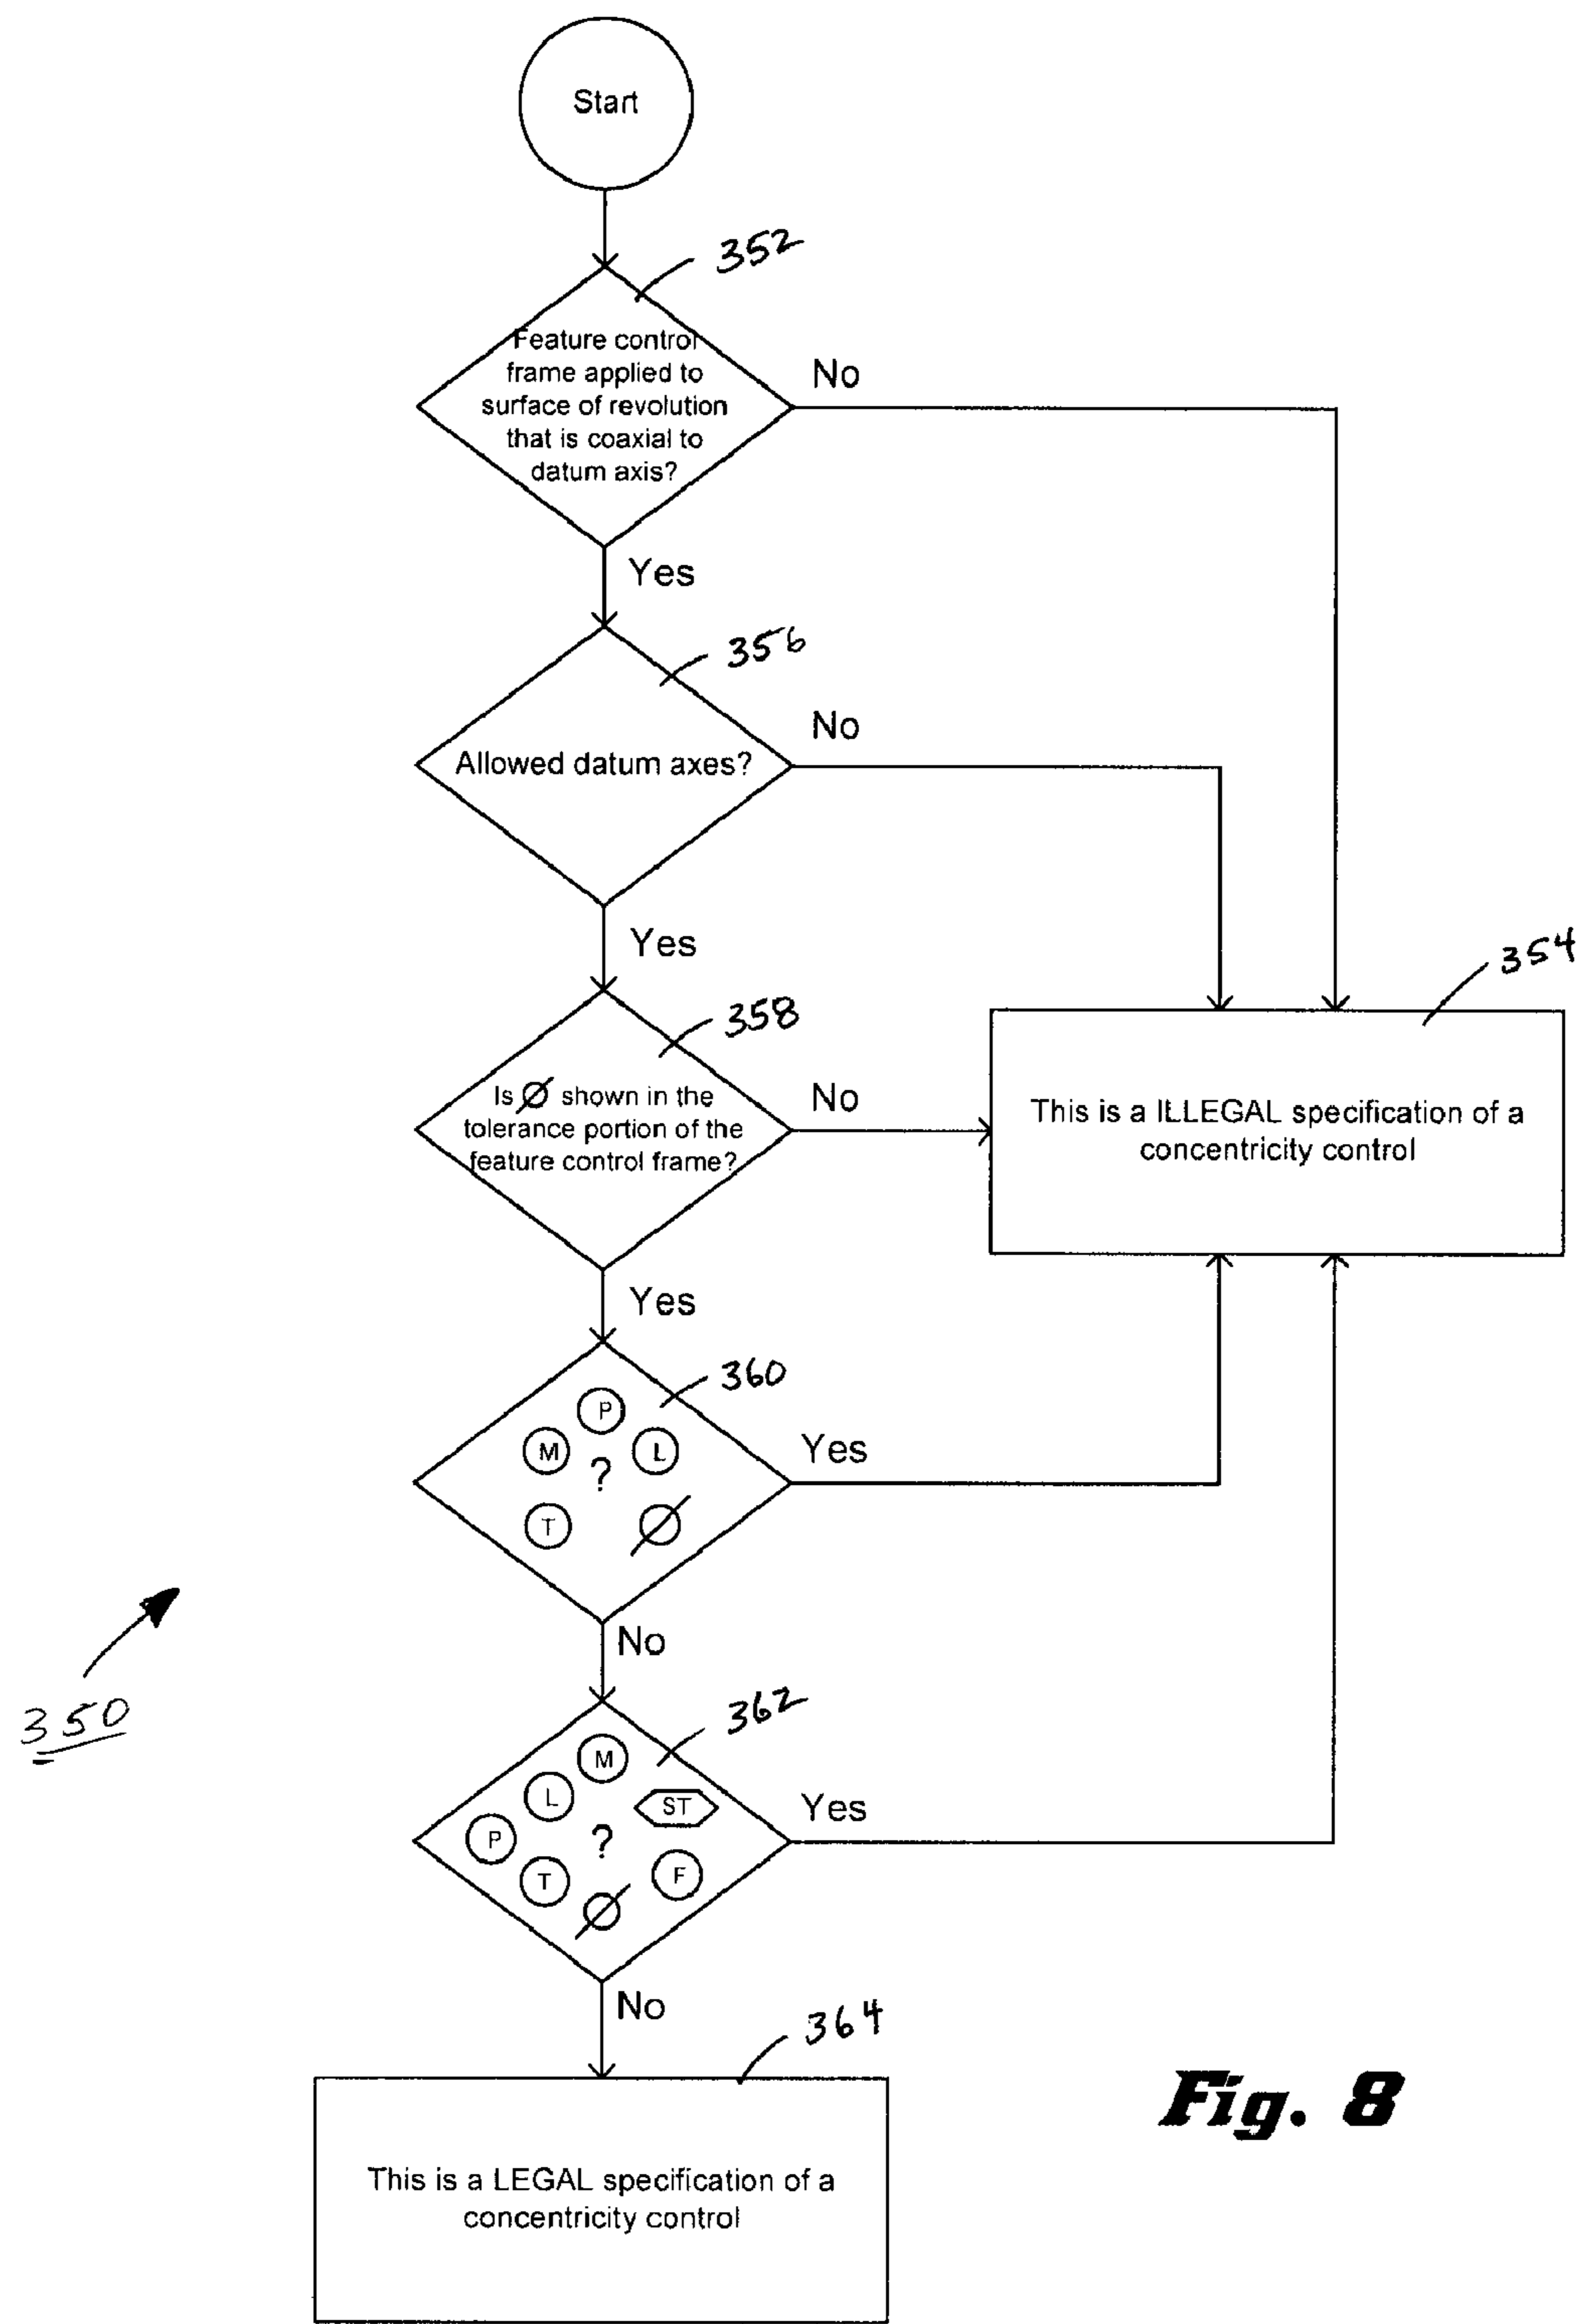 Start
352
Feature control
frame applied to
surface of revolution
that is coaxial to
datum axis?
No
Yes
356
Allowed datum axes?
No
Yes
358
Is Ø shown in the
tolerance portion of the
feature control frame?
No
354
This is a ILLEGAL specification of a
concentricity control
Yes
360
P
M
L
?
T
Ø
Yes
No
350
362
M
L
ST
P
?
T
F
Ø
Yes
No
364
This is a LEGAL specification of a
concentricity control
Fig. 8